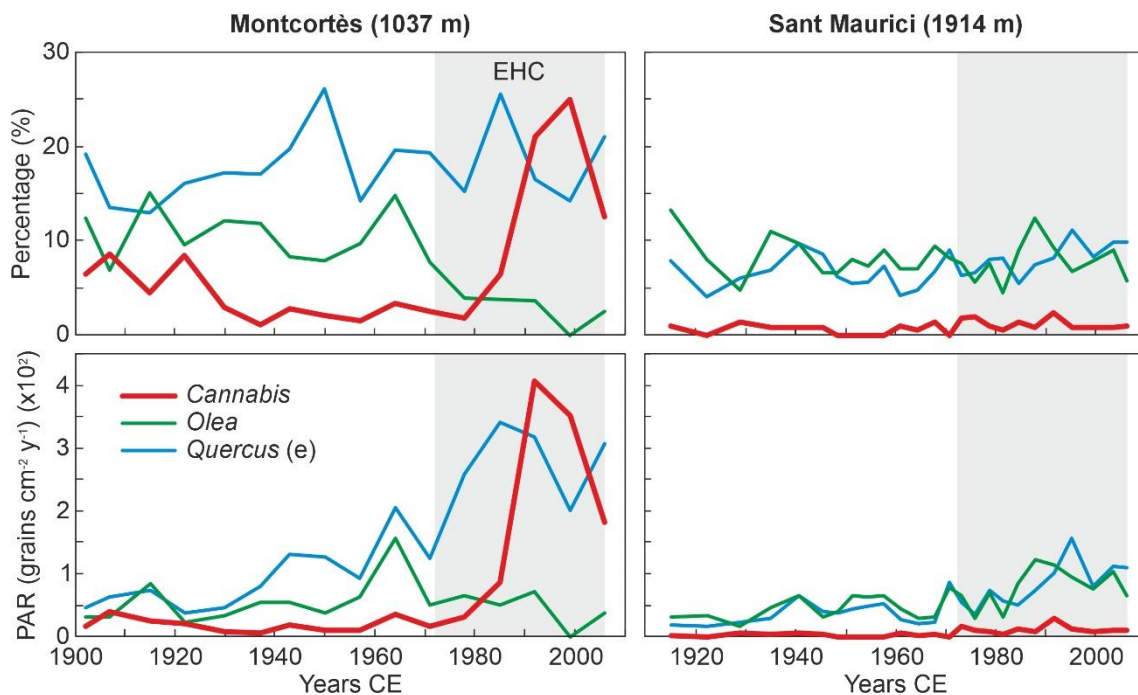 Montcortès (1037 m)
Sant Maurici (1914 m)
Percentage (%)
30
20
10
0
EHC
PAR (grains cm⁻² y⁻¹) (x10²)
4
3
2
1
0
Cannabis
Olea
Quercus (e)
1900 1920 1940 1960 1980 2000
Years CE
1920 1940 1960 1980 2000
Years CE